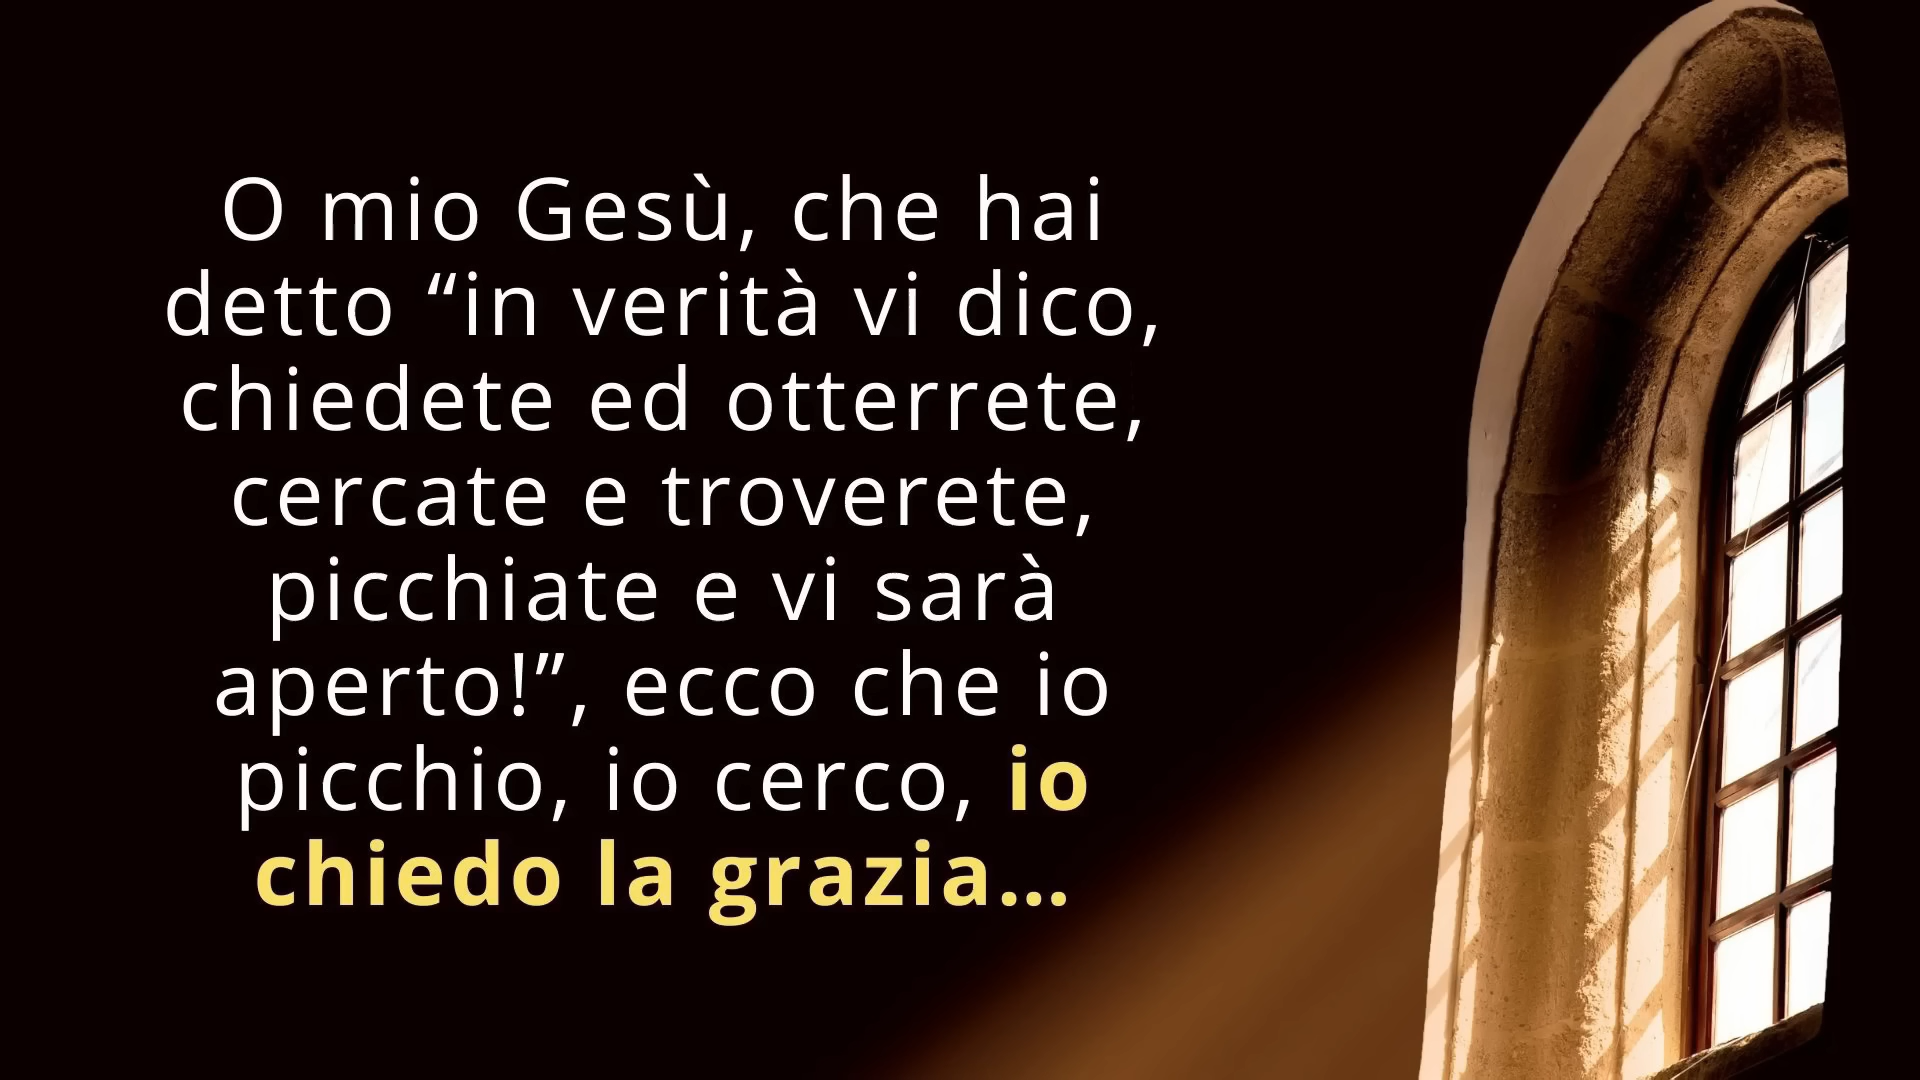 O mio Gesù, che hai
detto “in verità vi dico,
chiedete ed otterrete,
cercate e troverete,
picchiate e vi sarà
aperto!”, ecco che io
picchio, io cerco, io
chiedo la grazia...